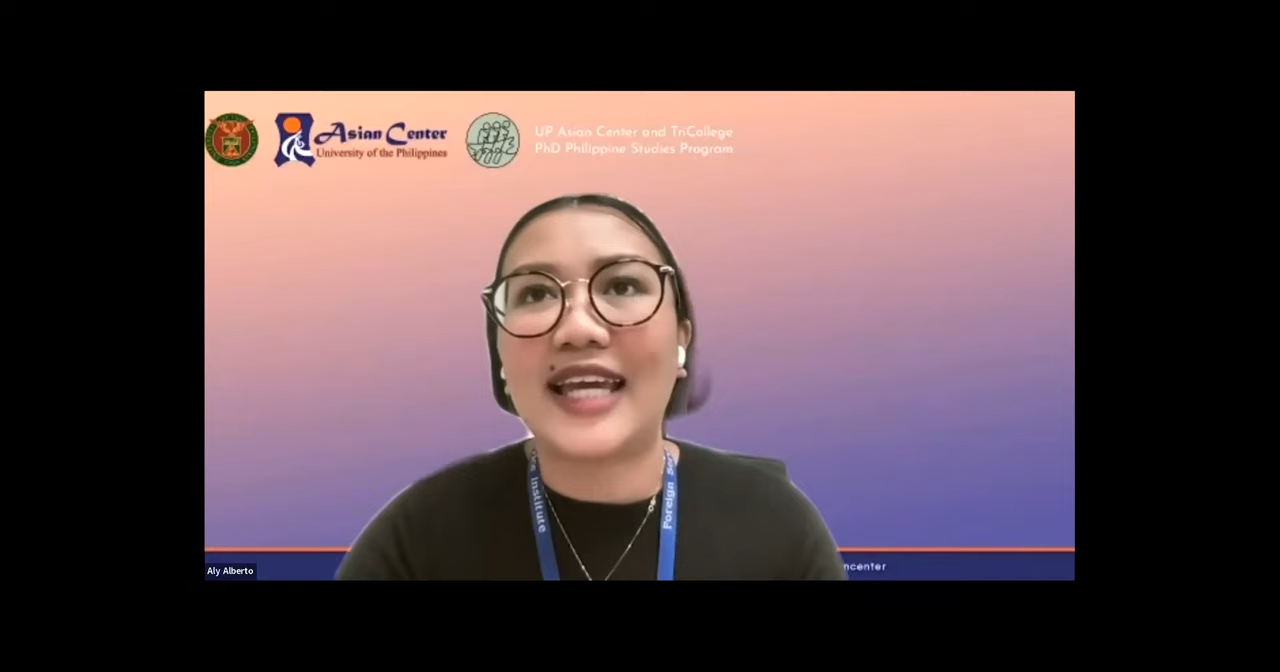 Asian Center
University of the Philippines
UP Asian Center and TriCollege
PhD Philippine Studies Program
Institute
Foreign
Aly Alberto
ncenter